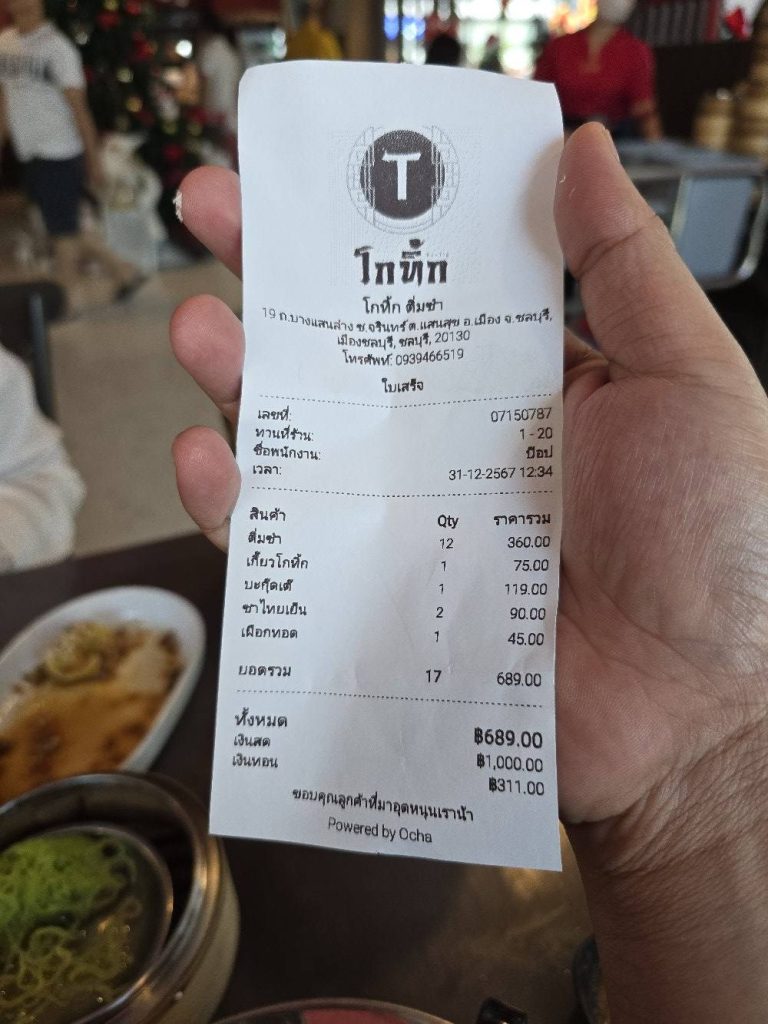 T
โกทิ้ก
โกทิ้ก ติ่มซำ
19 ถ.บางแสนล่าง ซ.จรินทร์ ต.แสนสุข อ.เมือง จ.ชลบุรี,
เมืองชลบุรี, ชลบุรี, 20130
โทรศัพท์: 0939466519
ใบเสร็จ
เลขที่: 07150787
ทานที่ร้าน: 1 - 20
ชื่อพนักงาน: ป๊อป
เวลา: 31-12-2567 12:34
สินค้า Qty ราคารวม
ติ่มซำ 12 360.00
เกี๊ยวโกทิ้ก 1 75.00
บะกุ๊ดเต๋ 1 119.00
ชาไทยเย็น 2 90.00
เผือกทอด 1 45.00
ยอดรวม 17 689.00
ทั้งหมด ฿689.00
เงินสด ฿1,000.00
เงินทอน ฿311.00
ขอบคุณลูกค้าที่มาอุดหนุนเราน้า
Powered by Ocha